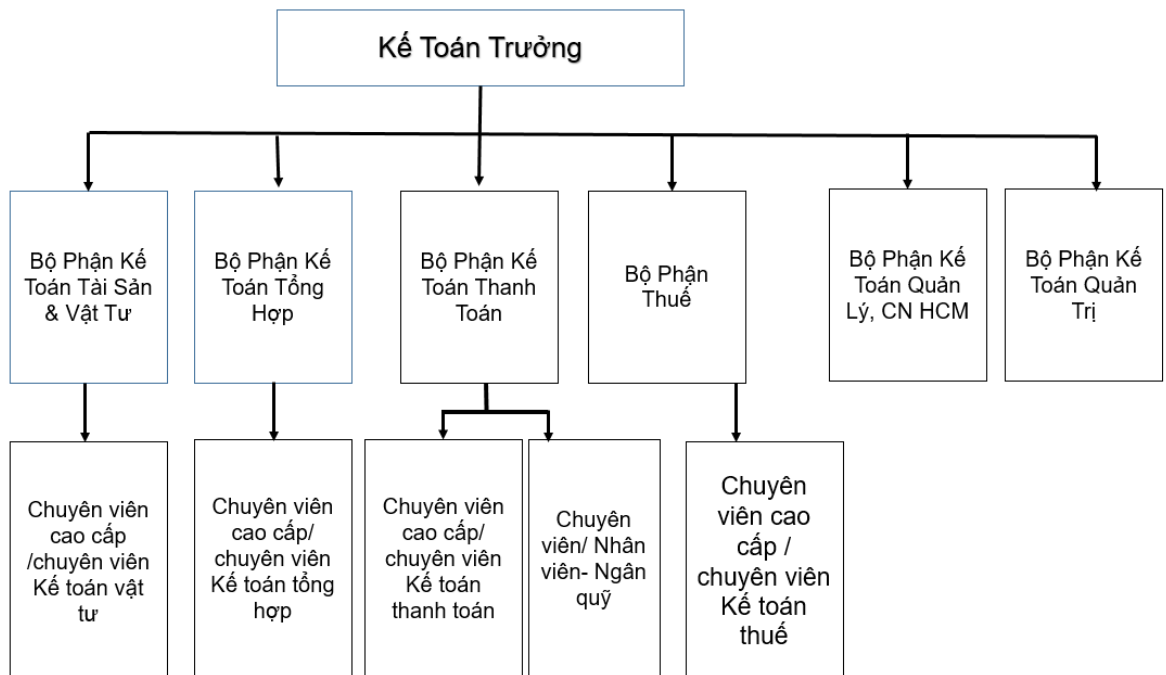 Kế Toán Trưởng
Bộ Phận Kế
Toán Tài Sản
& Vật Tư
Bộ Phận Kế
Toán Tổng
Hợp
Bộ Phận Kế
Toán Thanh
Toán
Bộ Phận
Thuế
Bộ Phận Kế
Toán Quản
Lý, CN HCM
Bộ Phận Kế
Toán Quản
Trị
Chuyên viên
cao cấp
/chuyên viên
Kế toán vật
tư
Chuyên viên
cao cấp/
chuyên viên
Kế toán tổng
hợp
Chuyên viên
cao cấp/
chuyên viên
Kế toán
thanh toán
Chuyên
viên/ Nhân
viên- Ngân
quỹ
Chuyên
viên cao
cấp /
chuyên viên
Kế toán
thuế